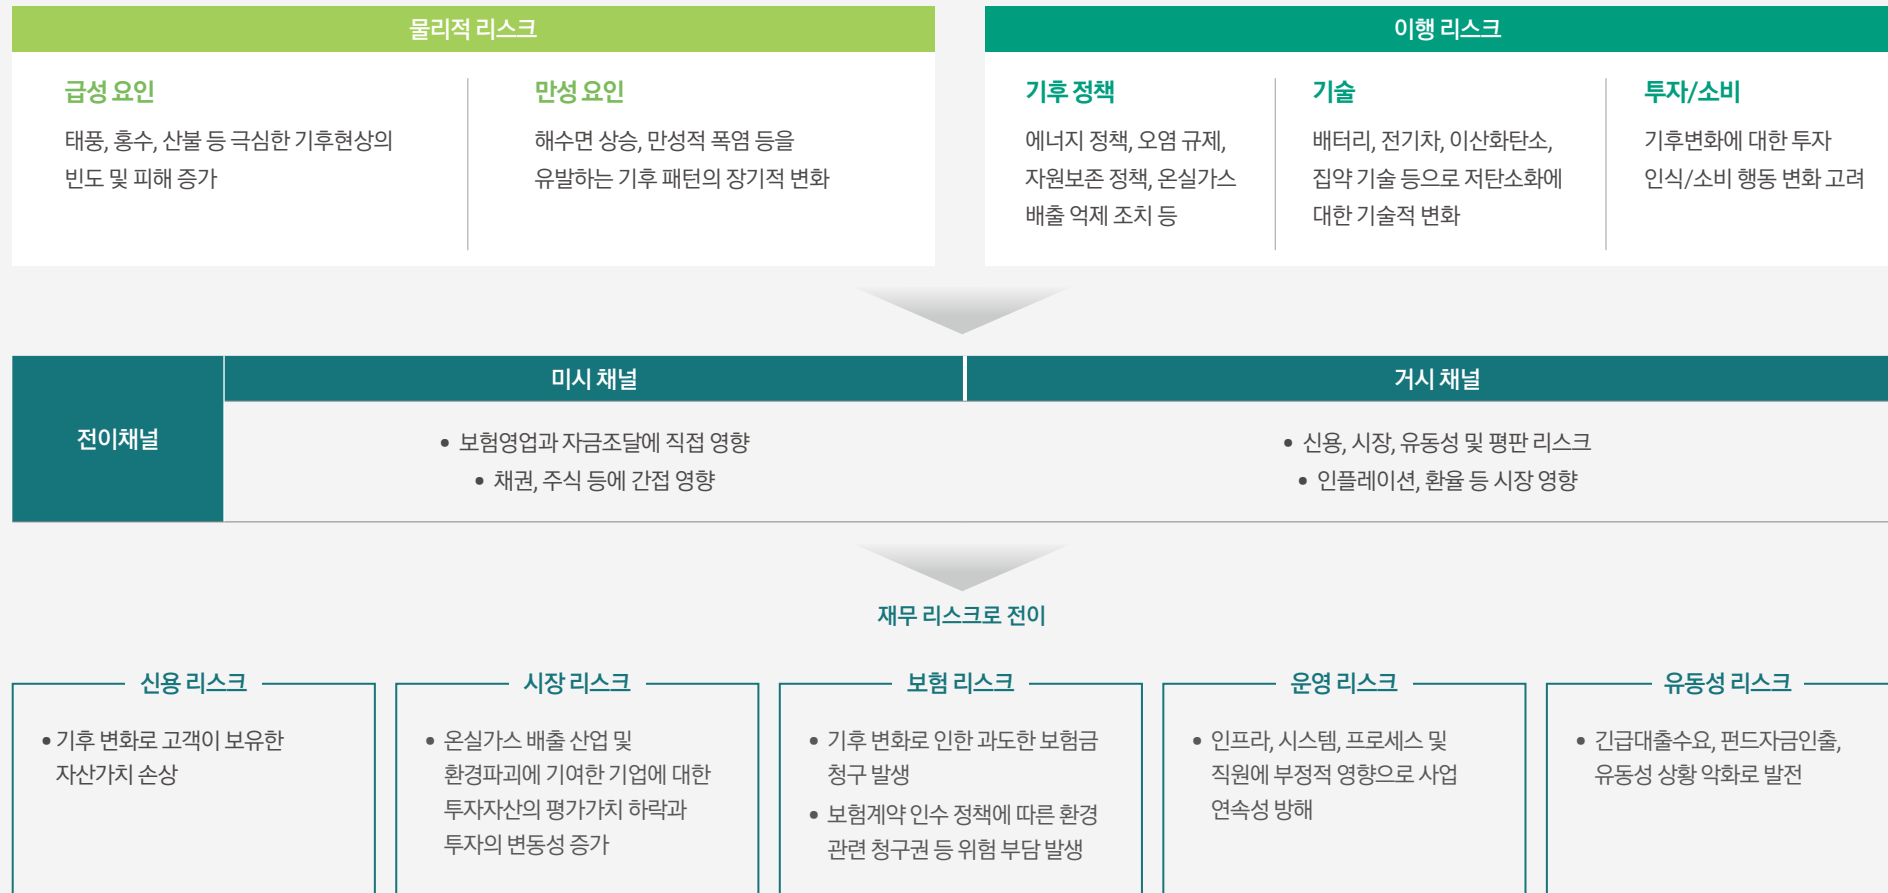 물리적 리스크
급성 요인
태풍, 홍수, 산불 등 극심한 기후현상의
빈도 및 피해 증가
만성 요인
해수면 상승, 만성적 폭염 등을
유발하는 기후 패턴의 장기적 변화
이행 리스크
기후 정책
에너지 정책, 오염 규제,
자원보존 정책, 온실가스
배출 억제 조치 등
기술
배터리, 전기차, 이산화탄소,
집약 기술 등으로 저탄소화에
대한 기술적 변화
투자/소비
기후변화에 대한 투자
인식/소비 행동 변화 고려
전이채널
미시 채널
• 보험영업과 자금조달에 직접 영향
• 채권, 주식 등에 간접 영향
거시 채널
• 신용, 시장, 유동성 및 평판 리스크
• 인플레이션, 환율 등 시장 영향
재무 리스크로 전이
신용 리스크
• 기후 변화로 고객이 보유한
자산가치 손상
시장 리스크
• 온실가스 배출 산업 및
환경파괴에 기여한 기업에 대한
투자자산의 평가가치 하락과
투자의 변동성 증가
보험 리스크
• 기후 변화로 인한 과도한 보험금
청구 발생
• 보험계약 인수 정책에 따른 환경
관련 청구권 등 위험 부담 발생
운영 리스크
• 인프라, 시스템, 프로세스 및
직원에 부정적 영향으로 사업
연속성 방해
유동성 리스크
• 긴급대출수요, 펀드자금인출,
유동성 상황 악화로 발전